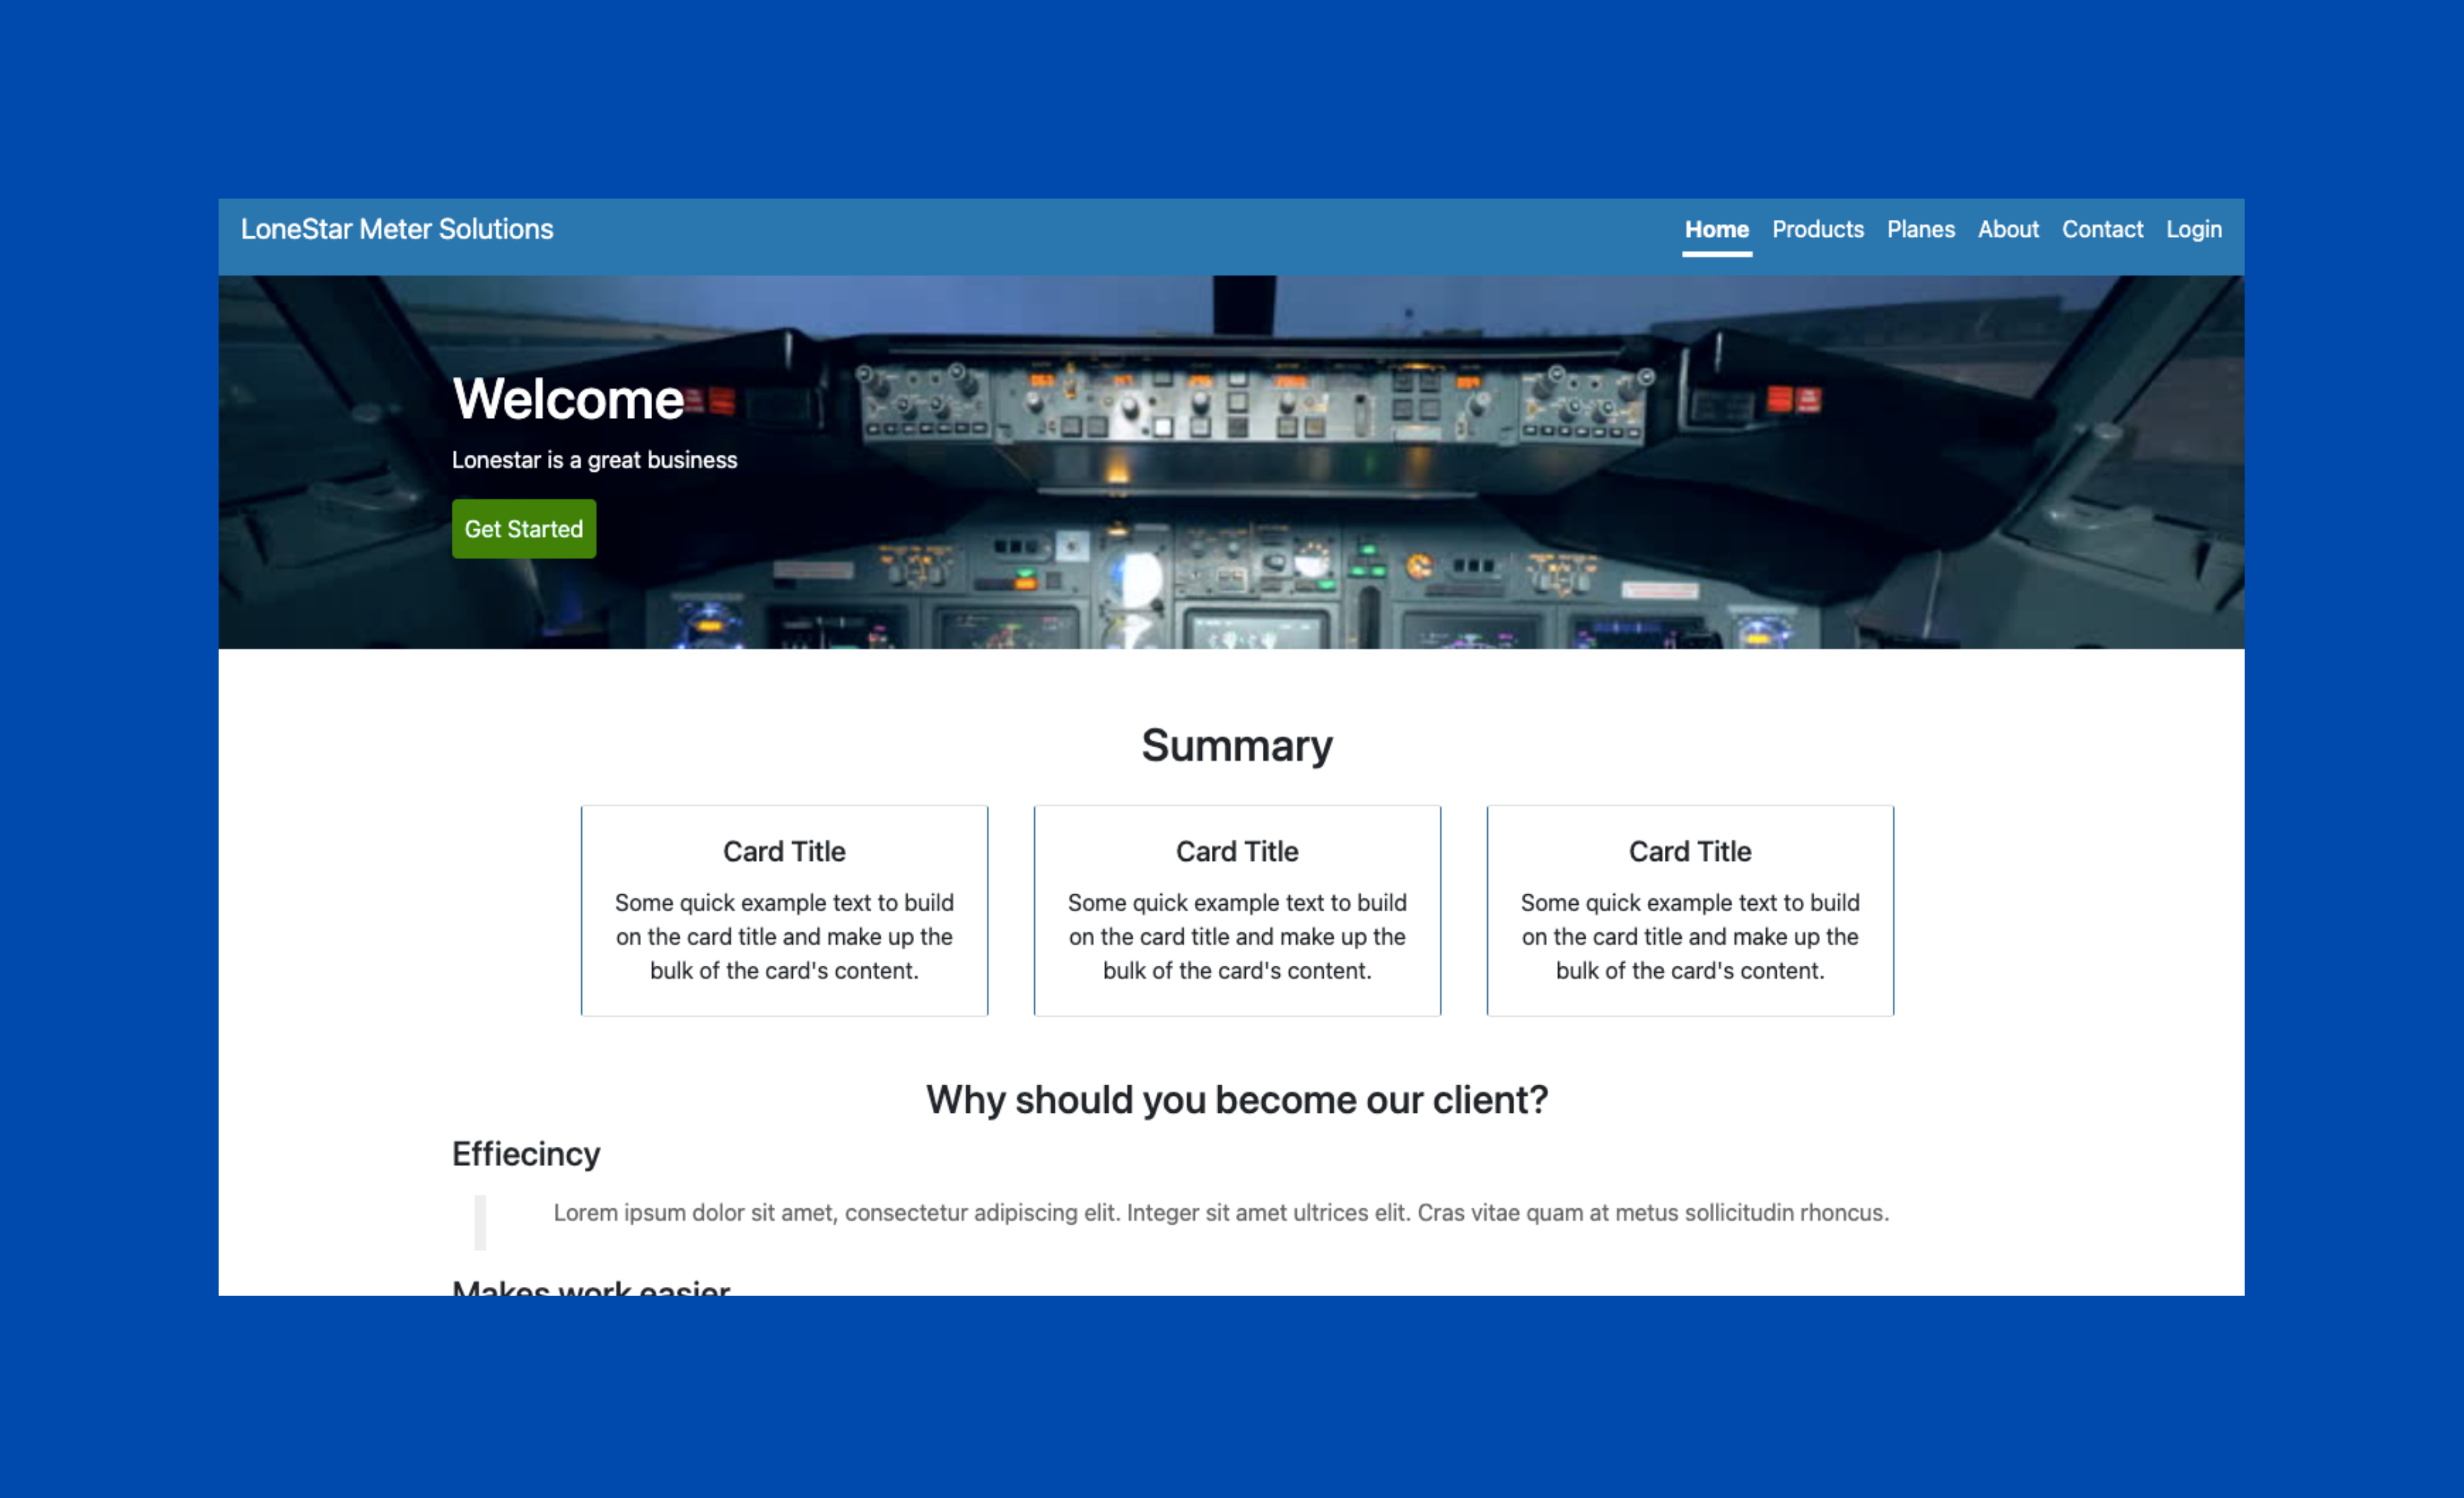 LoneStar Meter Solutions
Home Products Planes About Contact Login
Welcome
Lonestar is a great business
Get Started
Summary
Card Title
Some quick example text to build
on the card title and make up the
bulk of the card's content.
Card Title
Some quick example text to build
on the card title and make up the
bulk of the card's content.
Card Title
Some quick example text to build
on the card title and make up the
bulk of the card's content.
Why should you become our client?
Effiecincy
Lorem ipsum dolor sit amet, consectetur adipiscing elit. Integer sit amet ultrices elit. Cras vitae quam at metus sollicitudin rhoncus.
Makes work easier